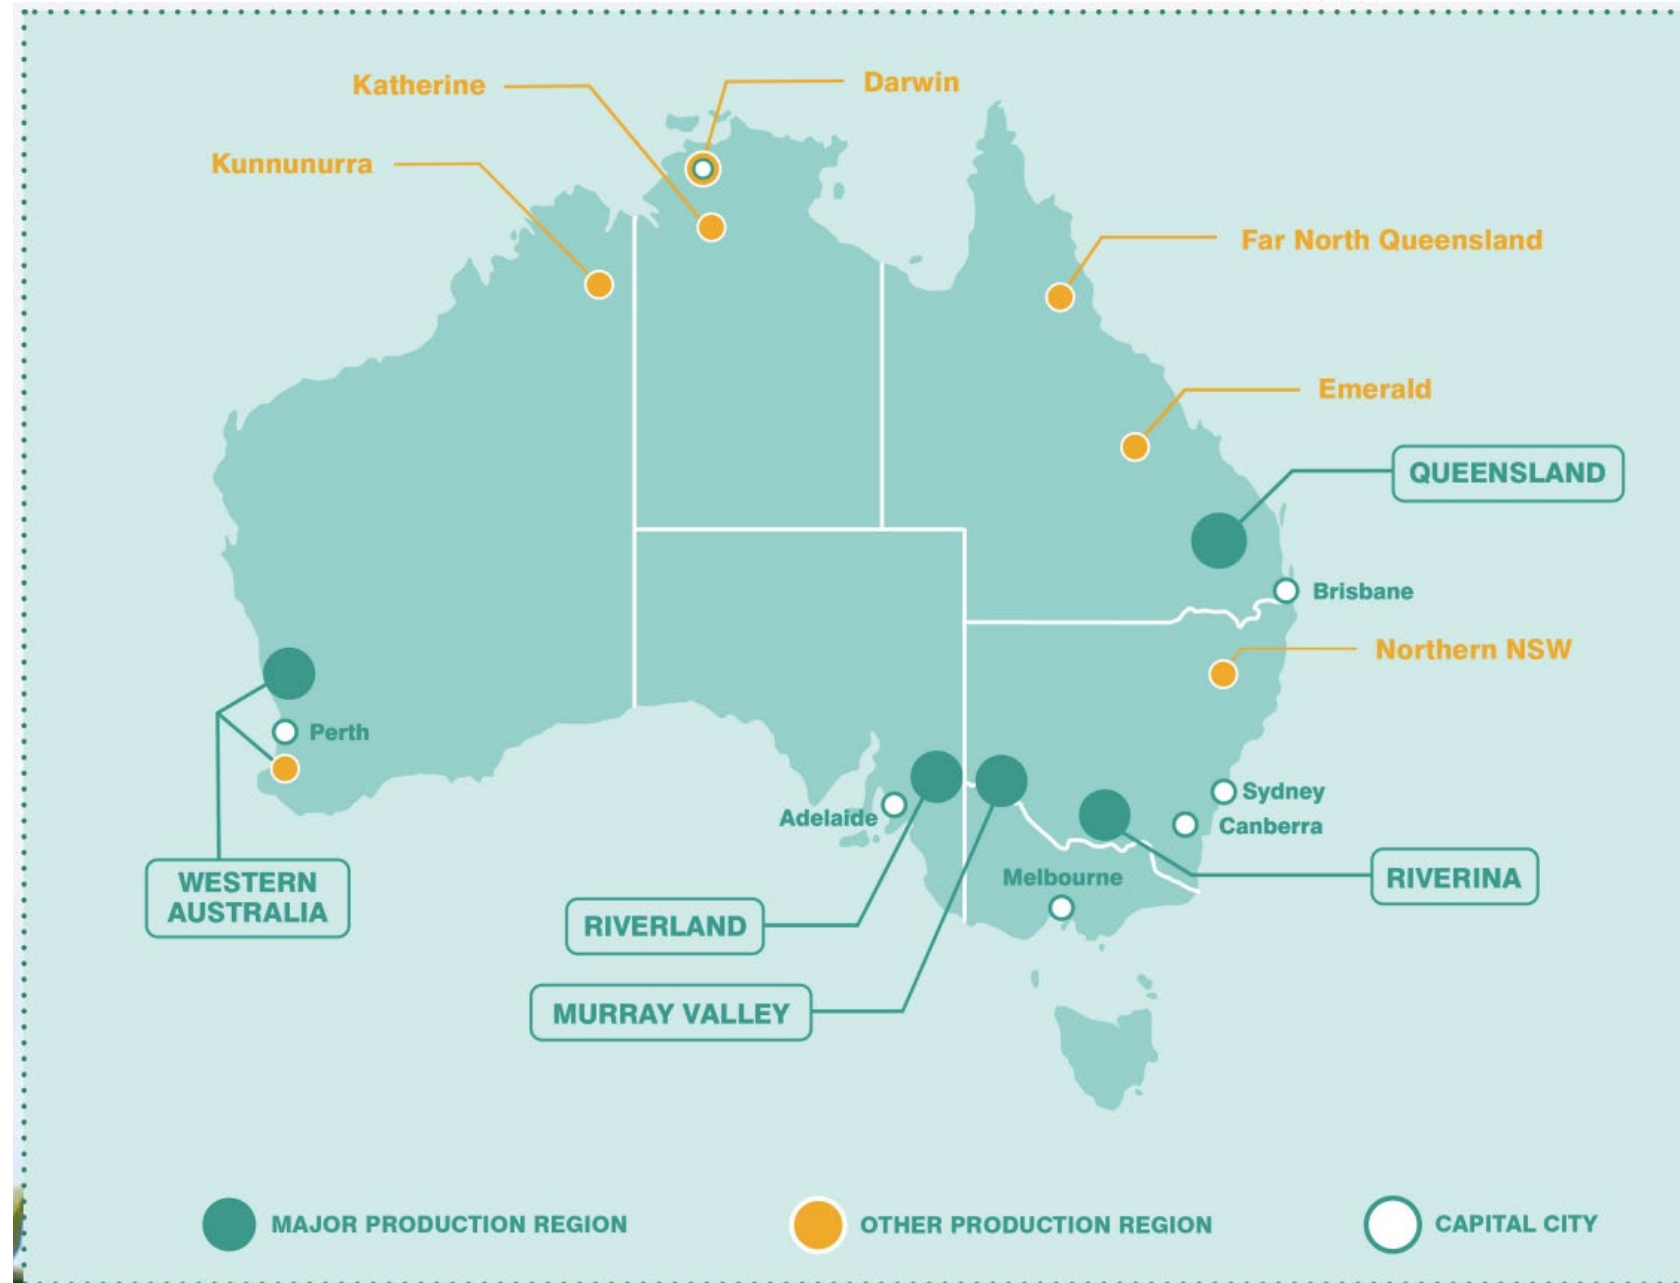 Katherine
Darwin
Kunnunurra
Far North Queensland
Emerald
QUEENSLAND
Brisbane
Northern NSW
Perth
Sydney
Adelaide
Canberra
WESTERN
AUSTRALIA
Melbourne
RIVERINA
RIVERLAND
MURRAY VALLEY
MAJOR PRODUCTION REGION
OTHER PRODUCTION REGION
CAPITAL CITY